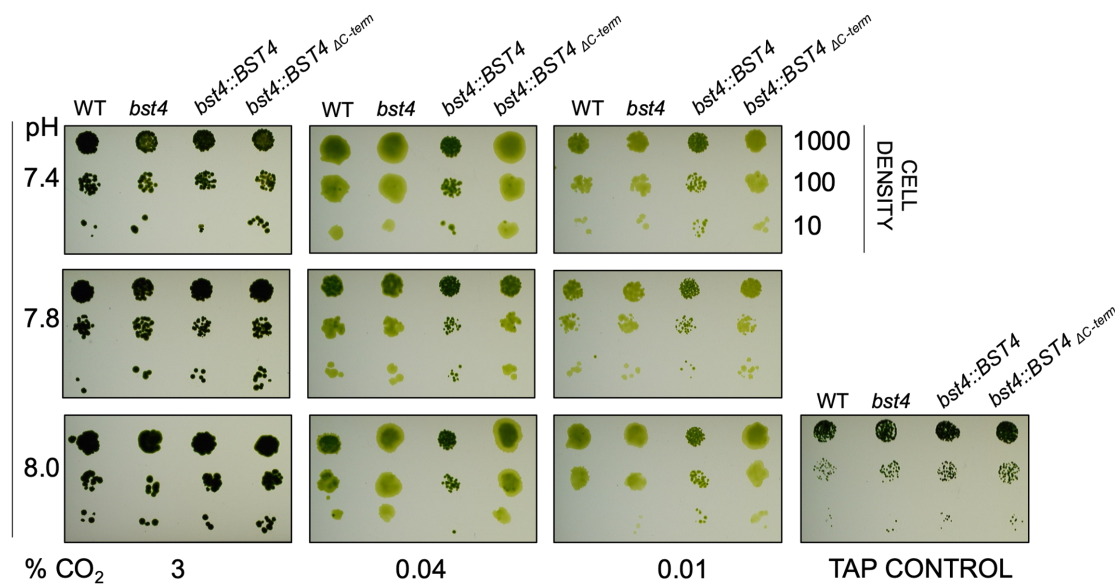 WT bst4 bst4::BST4 bst4::BST4 ΔC-term WT bst4 bst4::BST4 bst4::BST4 ΔC-term WT bst4 bst4::BST4 bst4::BST4 ΔC-term
pH
7.4
1000
100
10
CELL
DENSITY
7.8
WT bst4 bst4::BST4 bst4::BST4 ΔC-term
8.0
% CO2 3 0.04 0.01 TAP CONTROL